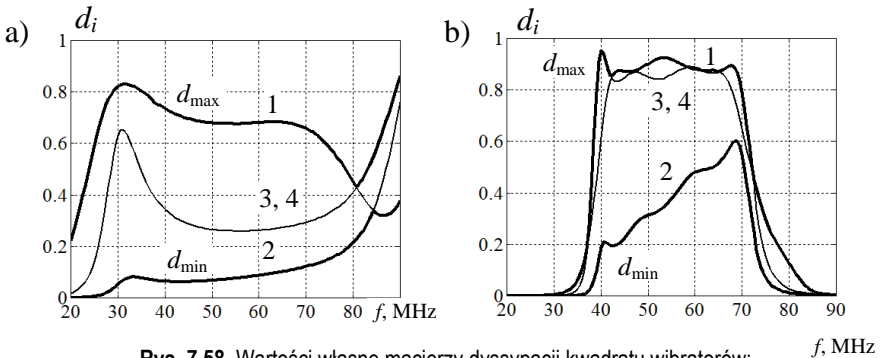 a)
d_i
1
0.8
0.6
0.4
0.2
0
20 30 40 50 60 70 80
f, MHz
d_max
1
3, 4
2
d_min
b)
d_i
1
0.8
0.6
0.4
0.2
0
30 40 50 60 70 80 90
f, MHz
d_max
1
3, 4
2
d_min
Rys. 7.58. Wartości własne macierzy dyssypacji kwadratu wibratorów: